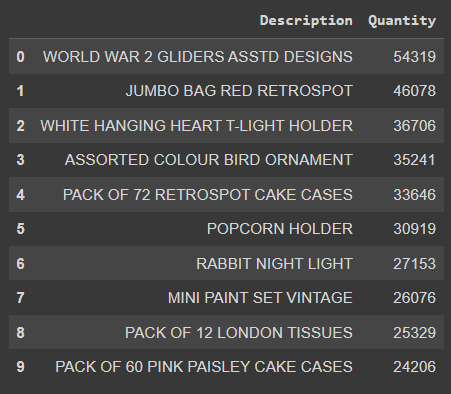 Description Quantity
0 WORLD WAR 2 GLIDERS ASSTD DESIGNS 54319
1 JUMBO BAG RED RETROSPOT 46078
2 WHITE HANGING HEART T-LIGHT HOLDER 36706
3 ASSORTED COLOUR BIRD ORNAMENT 35241
4 PACK OF 72 RETROSPOT CAKE CASES 33646
5 POPCORN HOLDER 30919
6 RABBIT NIGHT LIGHT 27153
7 MINI PAINT SET VINTAGE 26076
8 PACK OF 12 LONDON TISSUES 25329
9 PACK OF 60 PINK PAISLEY CAKE CASES 24206